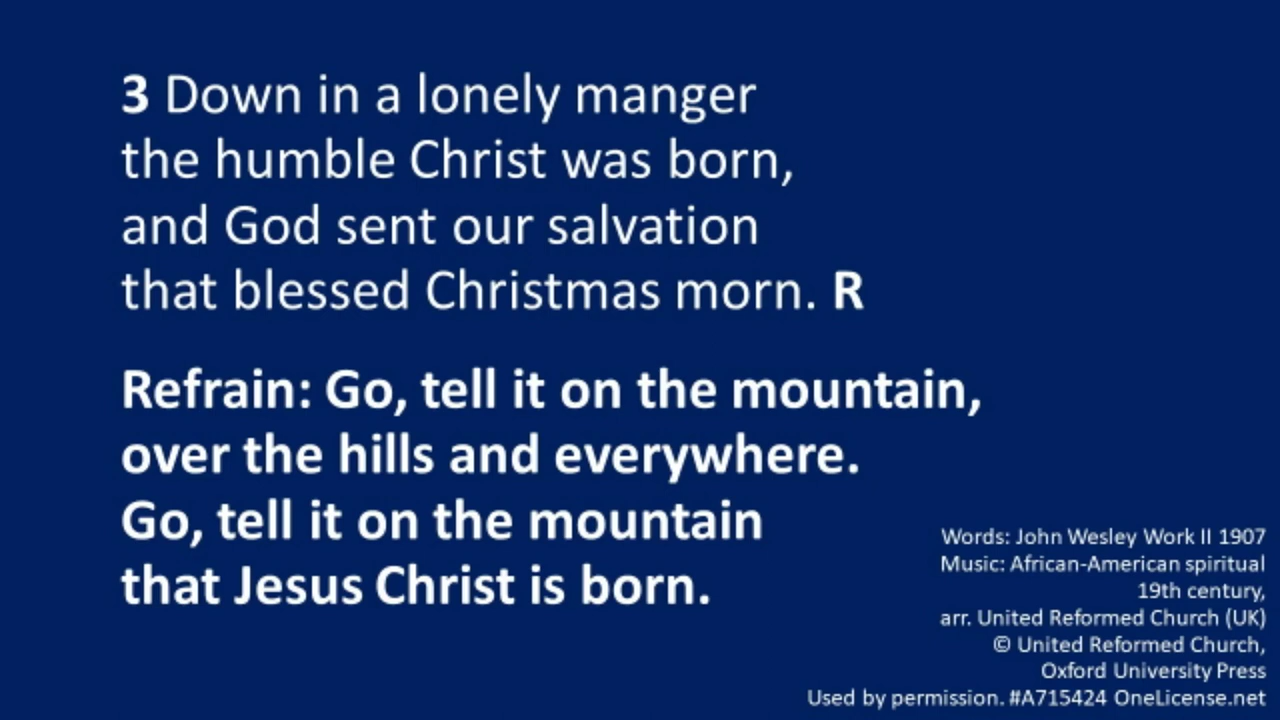 3 Down in a lonely manger
the humble Christ was born,
and God sent our salvation
that blessed Christmas morn. R
Refrain: Go, tell it on the mountain,
over the hills and everywhere.
Go, tell it on the mountain
that Jesus Christ is born.
Words: John Wesley Work II 1907
Music: African-American spiritual
19th century,
arr. United Reformed Church (UK)
© United Reformed Church,
Oxford University Press
Used by permission. #A715424 OneLicense.net